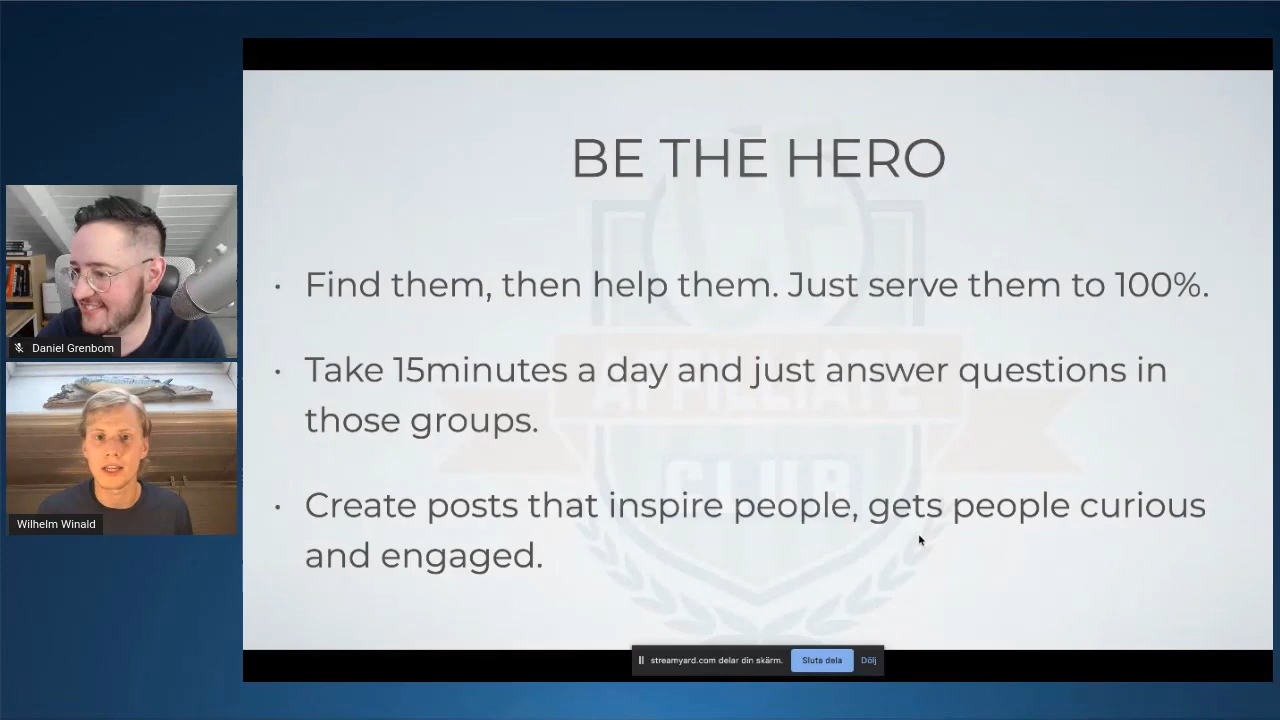 BE THE HERO
· Find them, then help them. Just serve them to 100%.
· Take 15minutes a day and just answer questions in
those groups.
· Create posts that inspire people, gets people curious
and engaged.
AFFILLIATE
CLUB
Daniel Grenbom
Wilhelm Winald
streamyard.com delar din skärm.
Sluta dela
Dölj